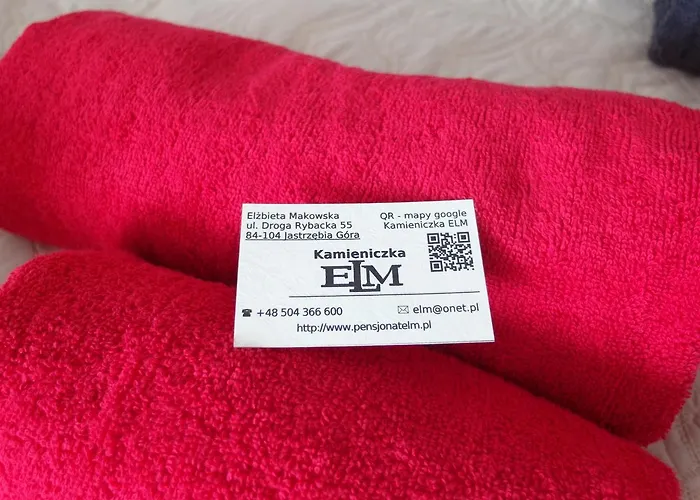 Elżbieta Makowska
ul. Droga Rybacka 55
84-104 Jastrzębia Góra
QR - mapy google
Kamieniczka ELM
Kamieniczka
ELM
☎ +48 504 366 600
✉ elm@onet.pl
http://www.pensjonatelm.pl